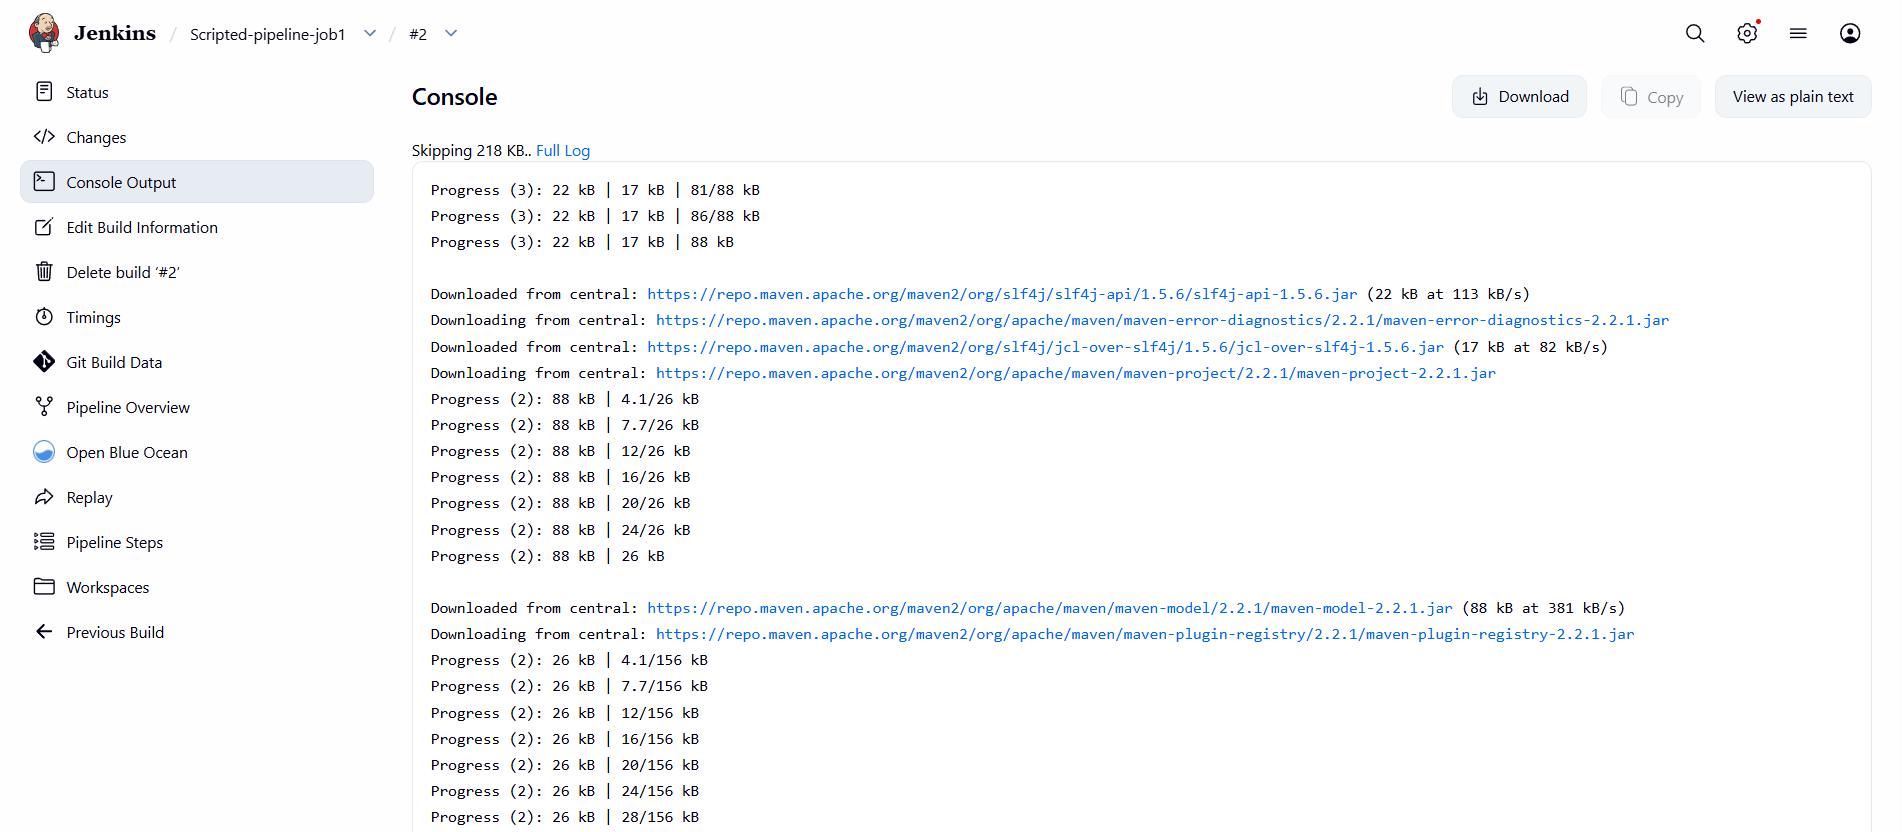 Jenkins / Scripted-pipeline-job1 / #2
Status
Changes
Console Output
Edit Build Information
Delete build ‘#2’
Timings
Git Build Data
Pipeline Overview
Open Blue Ocean
Replay
Pipeline Steps
Workspaces
Previous Build
Console
Download
Copy
View as plain text
Skipping 218 KB.. Full Log
Progress (3): 22 kB | 17 kB | 81/88 kB
Progress (3): 22 kB | 17 kB | 86/88 kB
Progress (3): 22 kB | 17 kB | 88 kB
Downloaded from central: https://repo.maven.apache.org/maven2/org/slf4j/slf4j-api/1.5.6/slf4j-api-1.5.6.jar (22 kB at 113 kB/s)
Downloading from central: https://repo.maven.apache.org/maven2/org/apache/maven/maven-error-diagnostics/2.2.1/maven-error-diagnostics-2.2.1.jar
Downloaded from central: https://repo.maven.apache.org/maven2/org/slf4j/jcl-over-slf4j/1.5.6/jcl-over-slf4j-1.5.6.jar (17 kB at 82 kB/s)
Downloading from central: https://repo.maven.apache.org/maven2/org/apache/maven/maven-project/2.2.1/maven-project-2.2.1.jar
Progress (2): 88 kB | 4.1/26 kB
Progress (2): 88 kB | 7.7/26 kB
Progress (2): 88 kB | 12/26 kB
Progress (2): 88 kB | 16/26 kB
Progress (2): 88 kB | 20/26 kB
Progress (2): 88 kB | 24/26 kB
Progress (2): 88 kB | 26 kB
Downloaded from central: https://repo.maven.apache.org/maven2/org/apache/maven/maven-model/2.2.1/maven-model-2.2.1.jar (88 kB at 381 kB/s)
Downloading from central: https://repo.maven.apache.org/maven2/org/apache/maven/maven-plugin-registry/2.2.1/maven-plugin-registry-2.2.1.jar
Progress (2): 26 kB | 4.1/156 kB
Progress (2): 26 kB | 7.7/156 kB
Progress (2): 26 kB | 12/156 kB
Progress (2): 26 kB | 16/156 kB
Progress (2): 26 kB | 20/156 kB
Progress (2): 26 kB | 24/156 kB
Progress (2): 26 kB | 28/156 kB